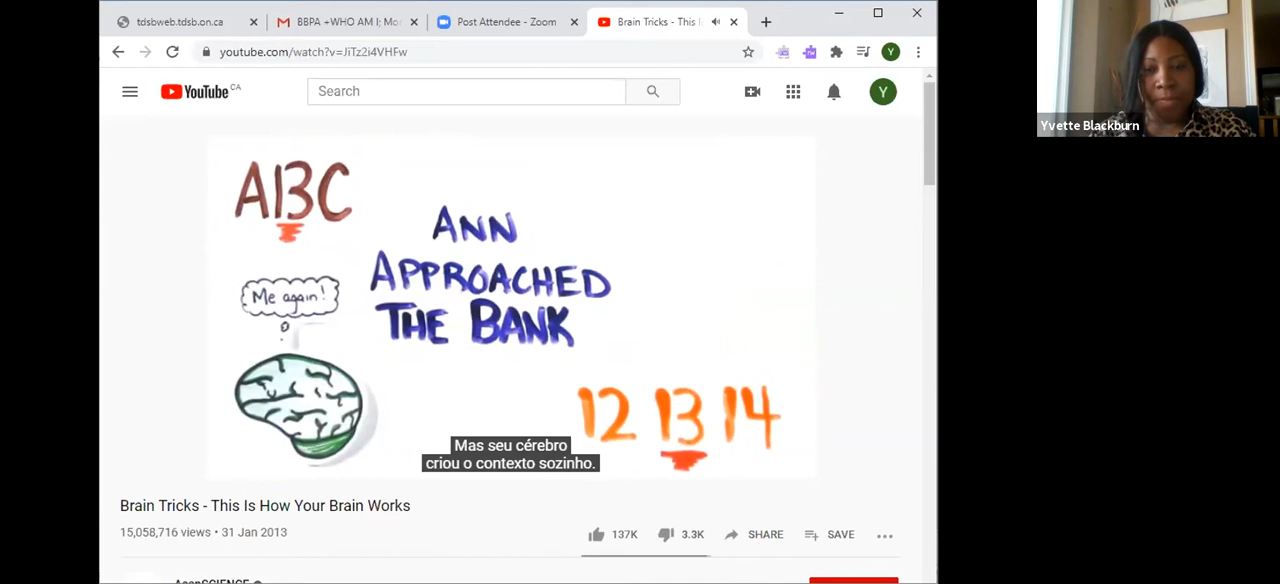 tdsbweb.tdsb.on.ca
BBPA +WHO AM I; Mo
Post Attendee - Zoom
Brain Tricks - This I
youtube.com/watch?v=JiTz2i4VHFw
Y
YouTube CA
Search
Y
Yvette Blackburn
ABC
ANN
APPROACHED
THE BANK
Me again!
12 13 14
Mas seu cérebro
criou o contexto sozinho.
Brain Tricks - This Is How Your Brain Works
15,058,716 views • 31 Jan 2013
137K
3.3K
SHARE
SAVE